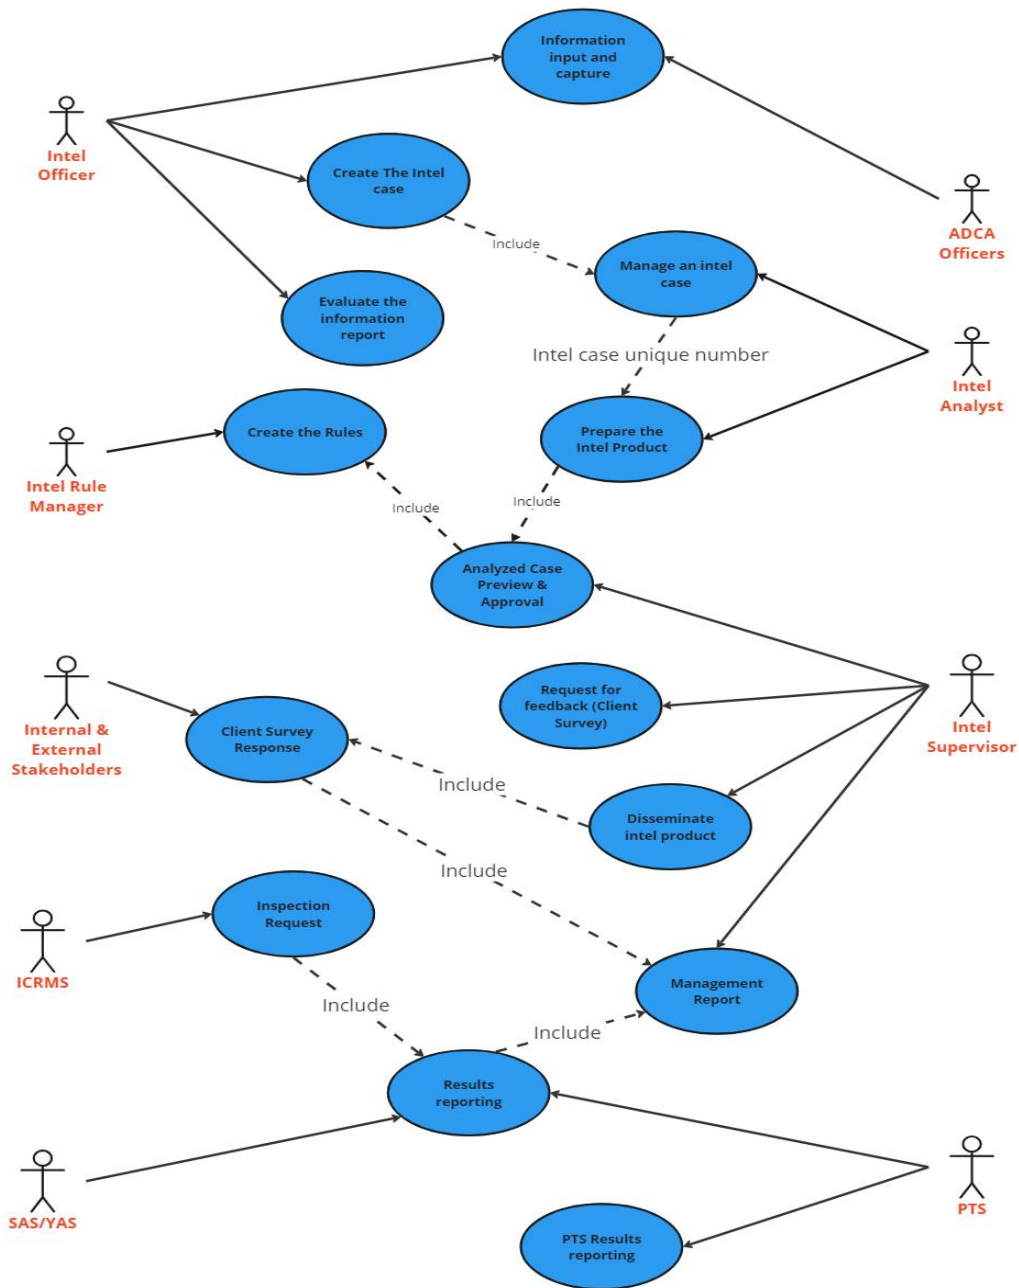 Information
input and
capture
Intel
Officer
Create The Intel
case
ADCA
Officers
Include
Manage an intel
case
Evaluate the
information
report
Intel case unique number
Intel
Analyst
Create the Rules
Prepare the
Intel Product
Intel Rule
Manager
Include
Include
Analyzed Case
Preview &
Approval
Request for
feedback (Client
Survey)
Internal &
External
Stakeholders
Client Survey
Response
Intel
Supervisor
Include
Disseminate
intel product
Include
Inspection
Request
ICRMS
Management
Report
Include
Include
Results
reporting
SAS/YAS
PTS
PTS Results
reporting